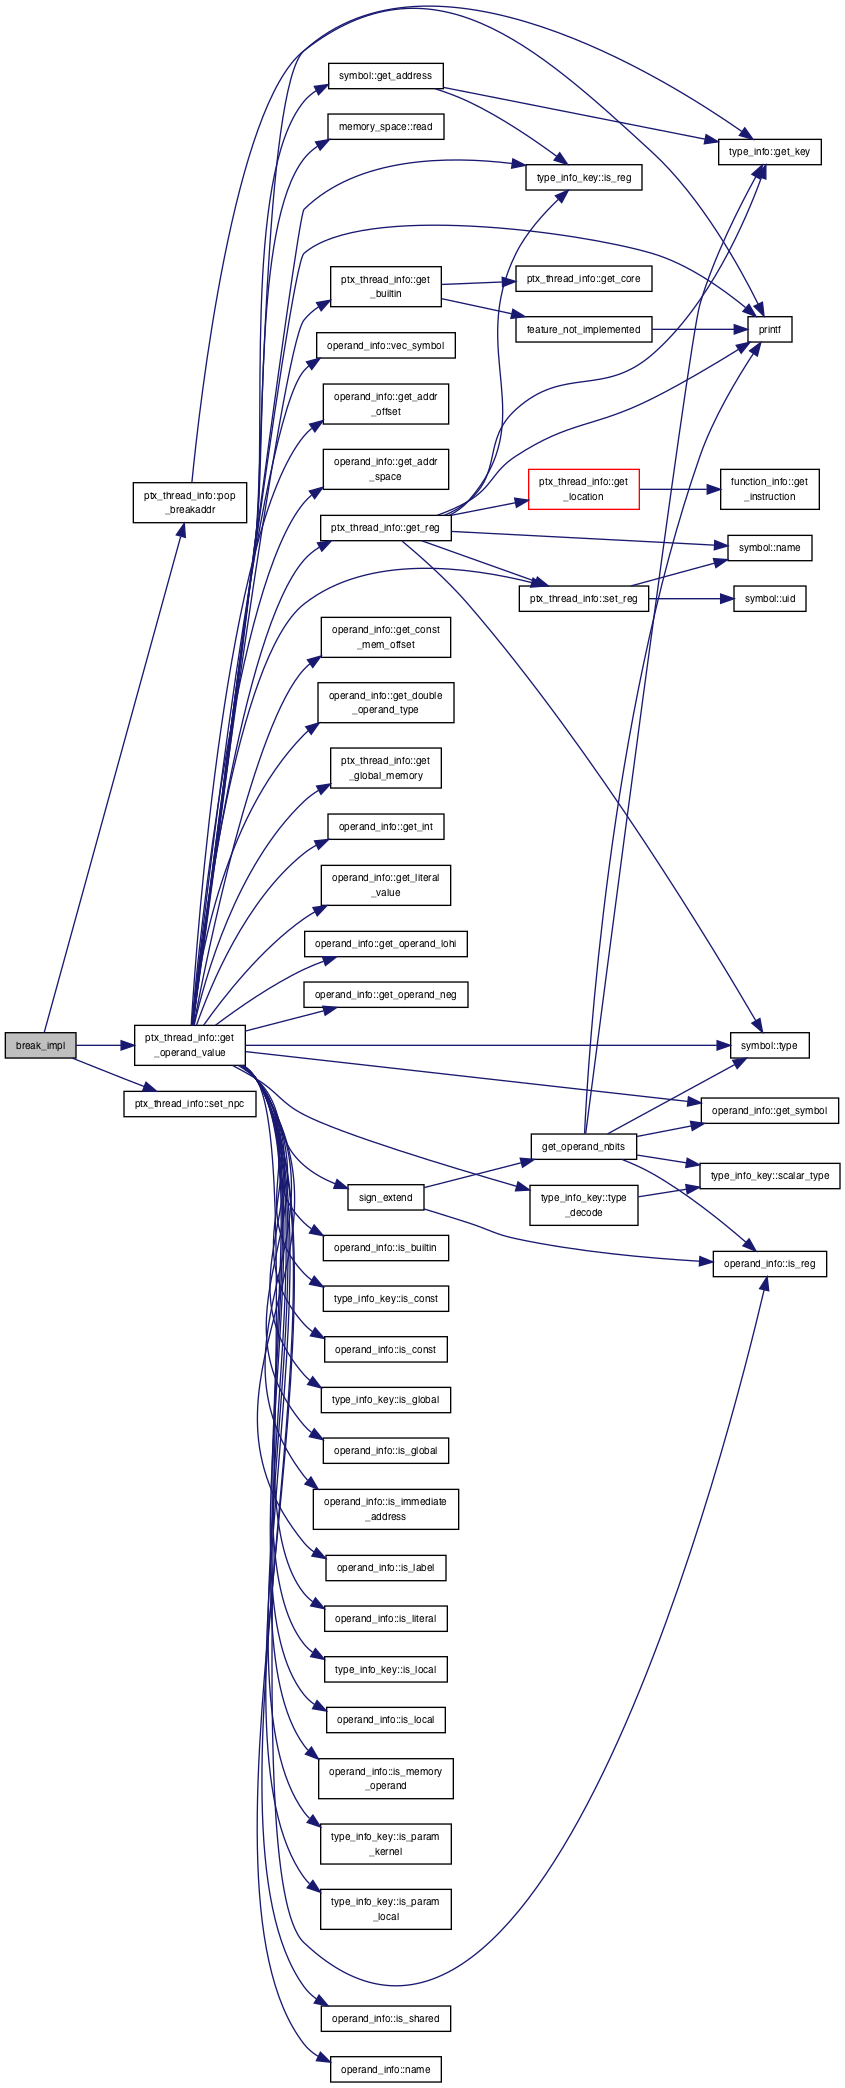 symbol::get_address
memory_space::read
type_info::get_key
type_info_key::is_reg
ptx_thread_info::get
_builtin
ptx_thread_info::get_core
feature_not_implemented
printf
operand_info::vec_symbol
operand_info::get_addr
_offset
operand_info::get_addr
_space
ptx_thread_info::pop
_breakaddr
ptx_thread_info::get_reg
ptx_thread_info::get
_location
function_info::get
_instruction
symbol::name
ptx_thread_info::set_reg
symbol::uid
operand_info::get_const
_mem_offset
operand_info::get_double
_operand_type
ptx_thread_info::get
_global_memory
operand_info::get_int
operand_info::get_literal
_value
operand_info::get_operand_lohi
operand_info::get_operand_neg
break_impl
ptx_thread_info::get
_operand_value
symbol::type
ptx_thread_info::set_npc
operand_info::get_symbol
get_operand_nbits
type_info_key::scalar_type
sign_extend
type_info_key::type
_decode
operand_info::is_builtin
operand_info::is_reg
type_info_key::is_const
operand_info::is_const
type_info_key::is_global
operand_info::is_global
operand_info::is_immediate
_address
operand_info::is_label
operand_info::is_literal
type_info_key::is_local
operand_info::is_local
operand_info::is_memory
_operand
type_info_key::is_param
_kernel
type_info_key::is_param
_local
operand_info::is_shared
operand_info::name